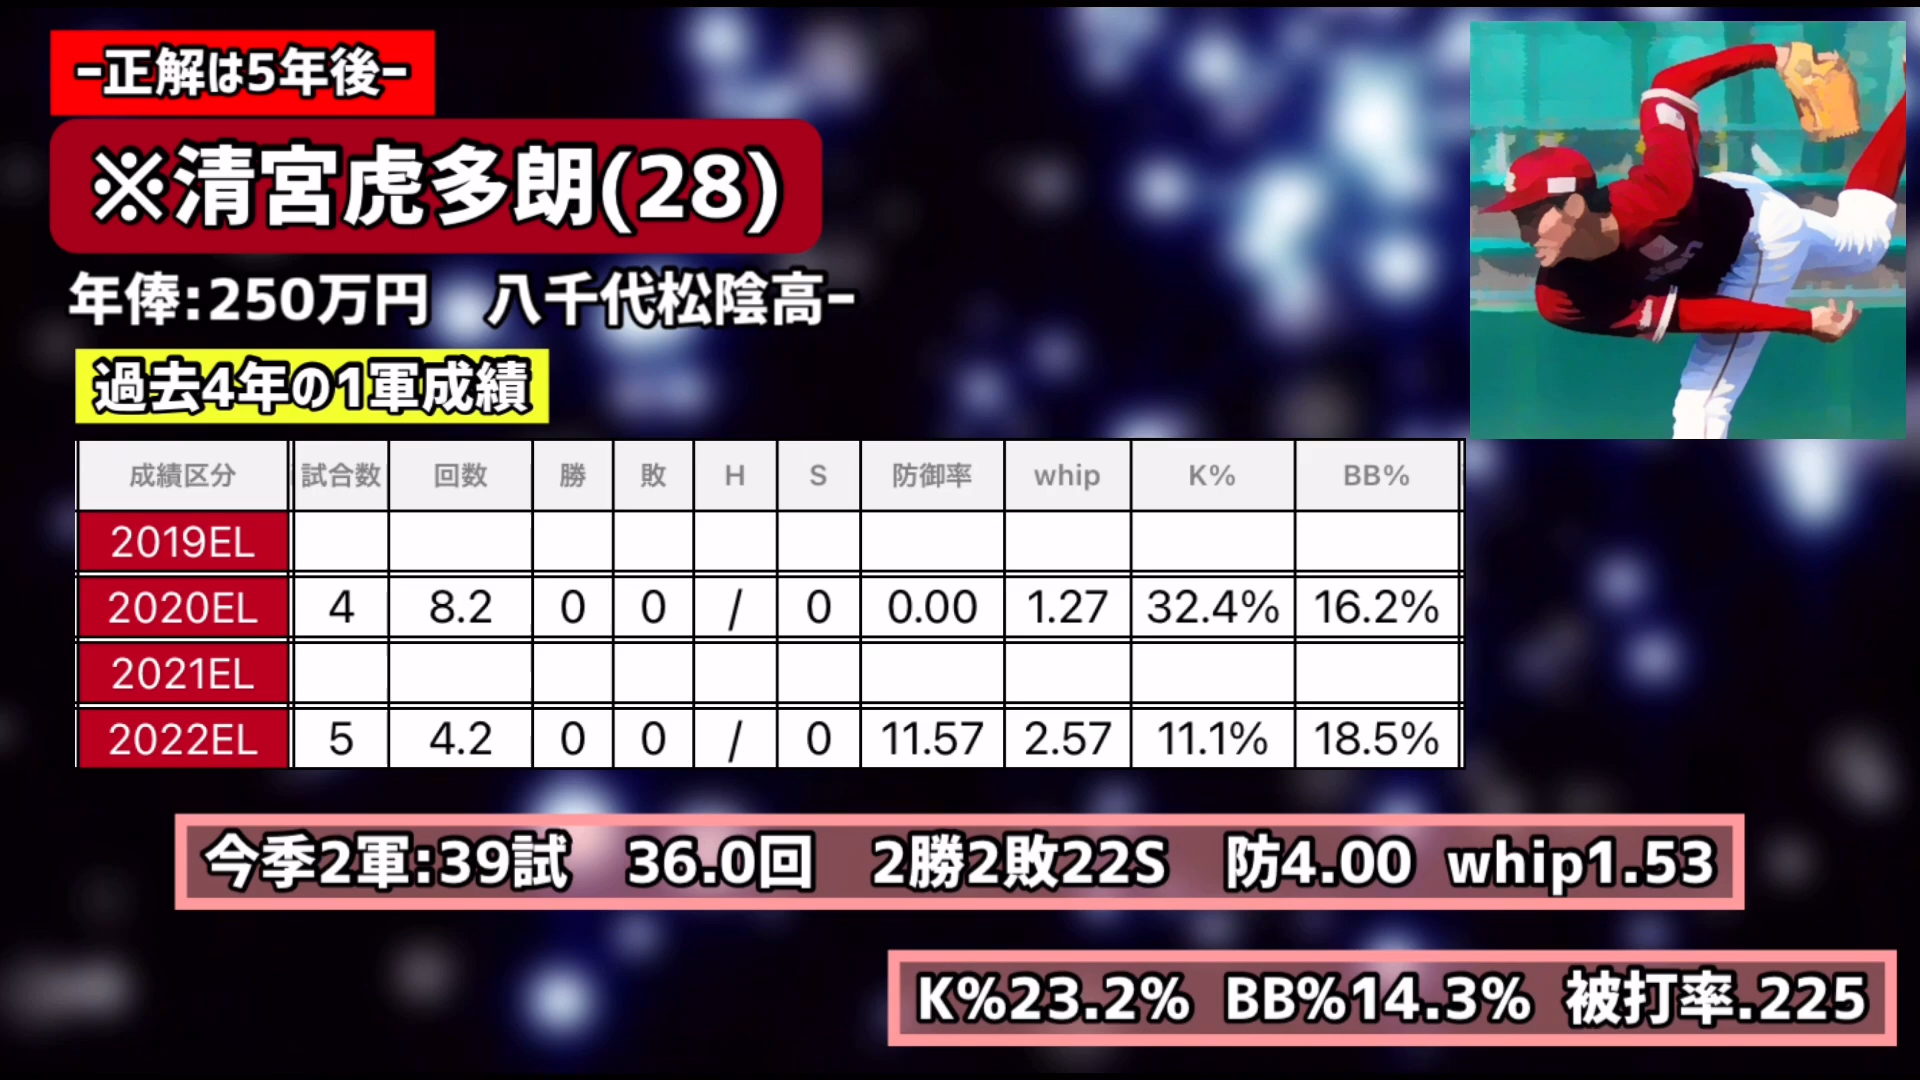 -正解は5年後-
※清宮虎多朗(28)
年俸:250万円 八千代松陰高-
過去4年の1軍成績
成績区分 試合数 回数 勝 敗 H S 防御率 whip K% BB%
2019EL
2020EL 4 8.2 0 0 / 0 0.00 1.27 32.4% 16.2%
2021EL
2022EL 5 4.2 0 0 / 0 11.57 2.57 11.1% 18.5%
今季2軍:39試 36.0回 2勝2敗22S 防4.00 whip1.53
K%23.2% BB%14.3% 被打率.225